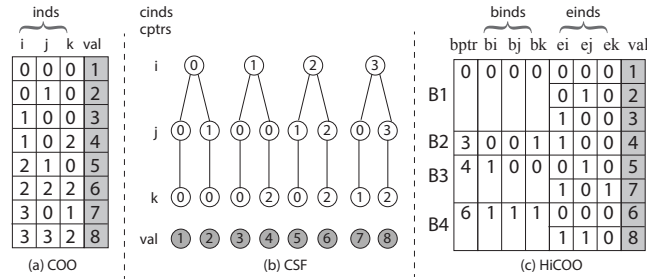 inds
i j k val
0 0 0 1
0 1 0 2
1 0 0 3
1 0 2 4
2 1 0 5
2 2 2 6
3 0 1 7
3 3 2 8
(a) COO
cinds
cptrs
i 0 1 2 3
j 0 1 0 0 1 2 0 3
k 0 0 0 2 0 2 1 2
val 1 2 3 4 5 6 7 8
(b) CSF
binds einds
bptr bi bj bk ei ej ek val
B1 0 0 0 0 0 0 0 1
0 1 0 2
1 0 0 3
B2 3 0 0 1 1 0 0 4
B3 4 1 0 0 0 1 0 5
1 0 1 7
B4 6 1 1 1 0 0 0 6
1 1 0 8
(c) HiCOO